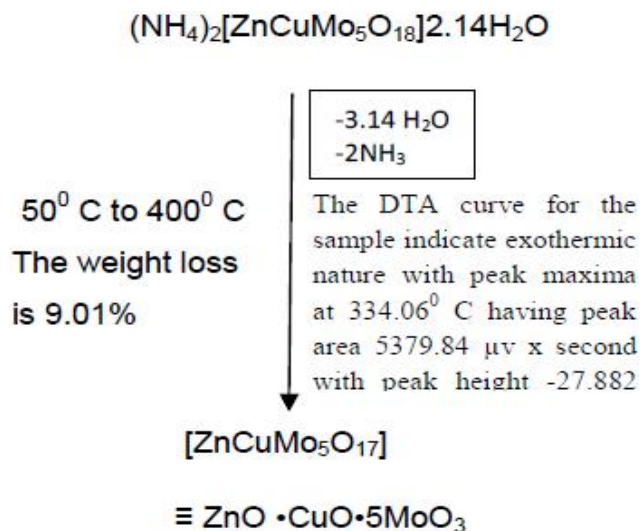 (NH₄)₂[ZnCuMo₅O₁₈]2.14H₂O
-3.14 H₂O
-2NH₃
50⁰ C to 400⁰ C
The weight loss
is 9.01%
The DTA curve for the
sample indicate exothermic
nature with peak maxima
at 334.06⁰ C having peak
area 5379.84 µv x second
with peak height -27.882
[ZnCuMo₅O₁₇]
≡ ZnO •CuO•5MoO₃